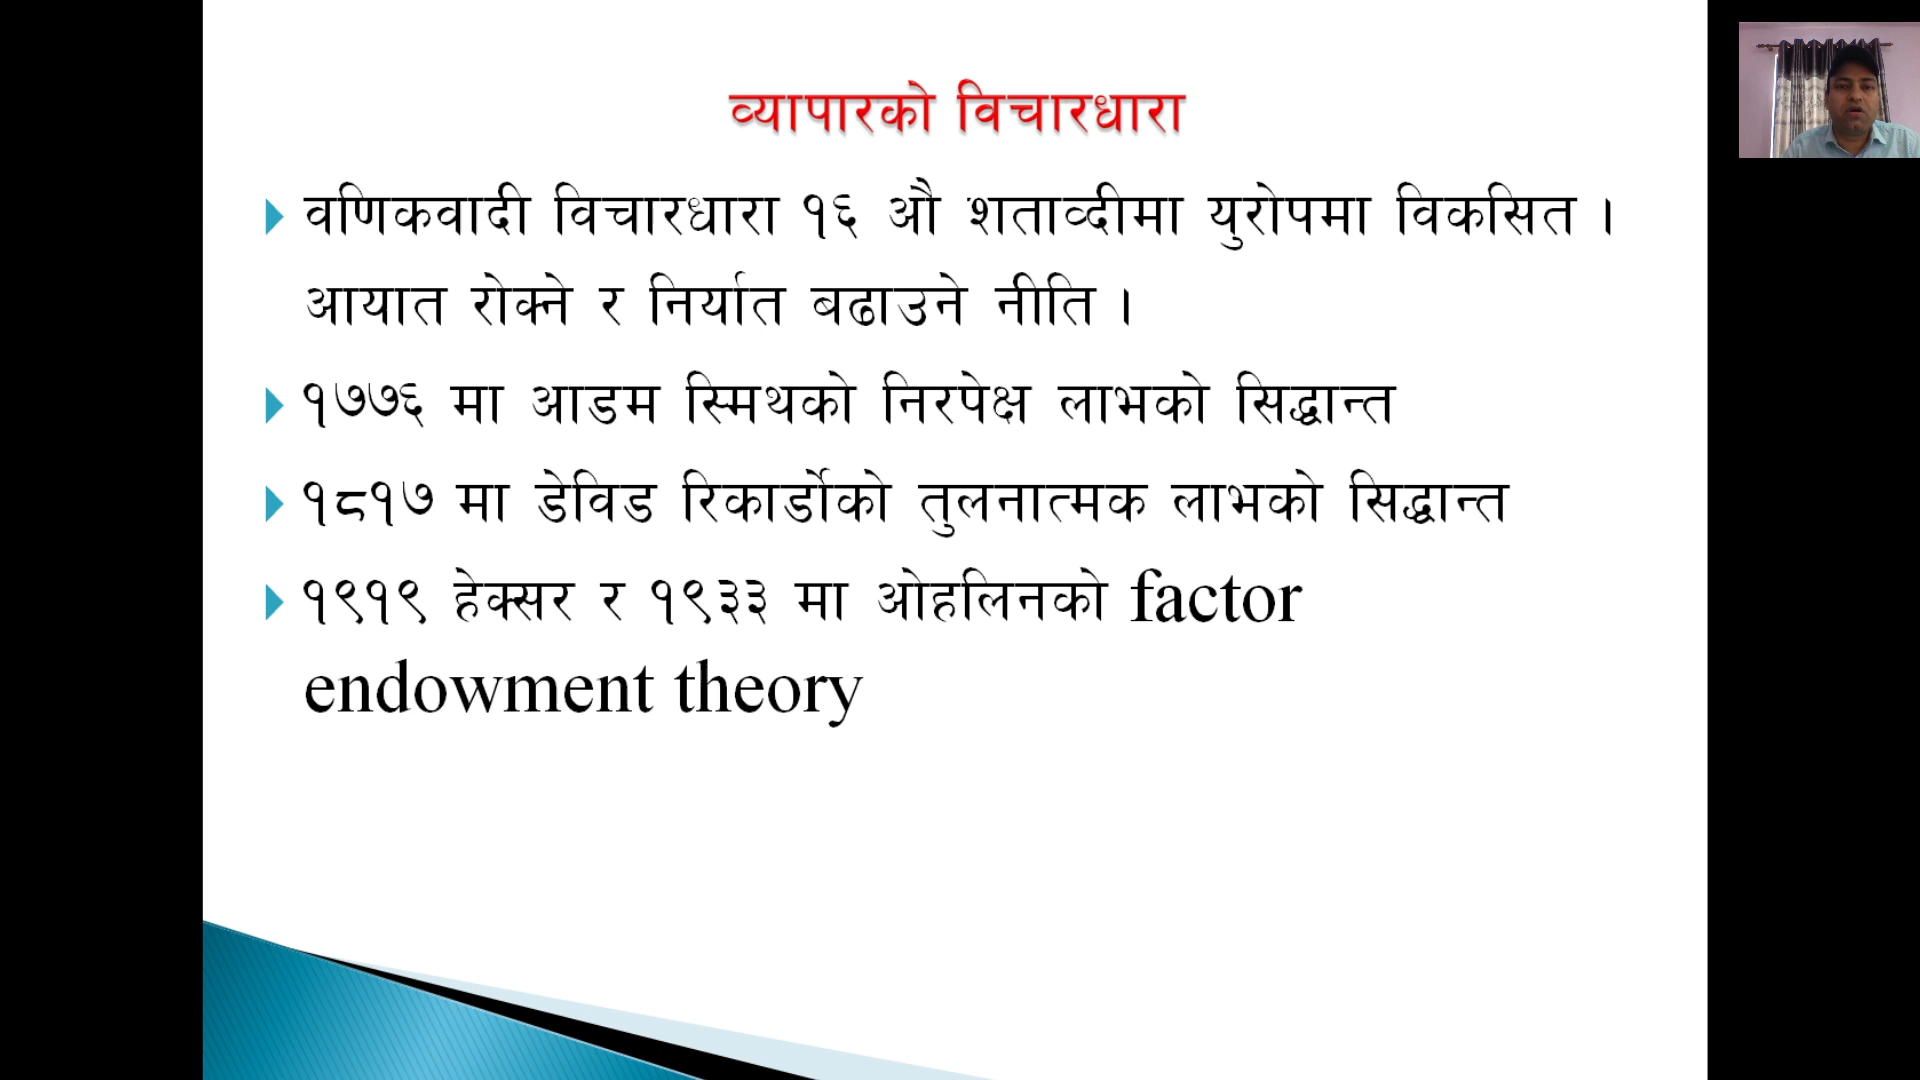 व्यापारको विचारधारा
वणिकवादी विचारधारा १६ औ शताव्दीमा युरोपमा विकसित ।
आयात रोक्ने र निर्यात बढाउने नीति ।
१७७६ मा आडम स्मिथको निरपेक्ष लाभको सिद्धान्त
१८१७ मा डेविड रिकार्डोको तुलनात्मक लाभको सिद्धान्त
१९१९ हेक्सर र १९३३ मा ओहलिनको factor
endowment theory